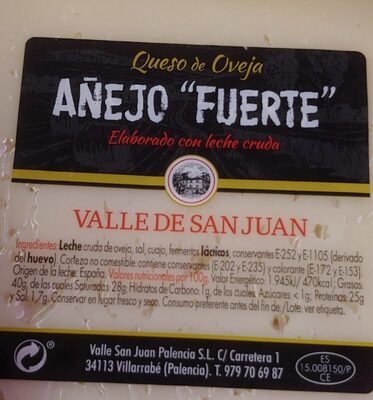 Queso de Oveja
AÑEJO "FUERTE"
Elaborado con leche cruda
VALLE DE SAN JUAN
Ingredientes: Leche cruda de oveja, sal, cuajo, fermentos lácticos, conservantes E-252 y E-1105 (derivado
del huevo). Corteza no comestible: contiene conservantes (E-202 y E-235) y colorante (E-172 y E-153).
Origen de la leche: España. Valores nutricionales por 100g. Valor Energético: 1.945kj/ 470kcal; Grasas:
40g, de las cuales Saturadas: 28g; Hidratos de Carbono: 1g, de los cuales, Azúcares: < 1g; Proteínas: 25g
y Sal: 1,7g. Conservar en lugar fresco y seco. Consumo preferente antes del fin de /Lote: ver etiqueta.
Valle San Juan Palencia S.L. C/ Carretera 1
34113 Villarrabé (Palencia). T. 979 70 69 87
ES
15.008150/P
CE